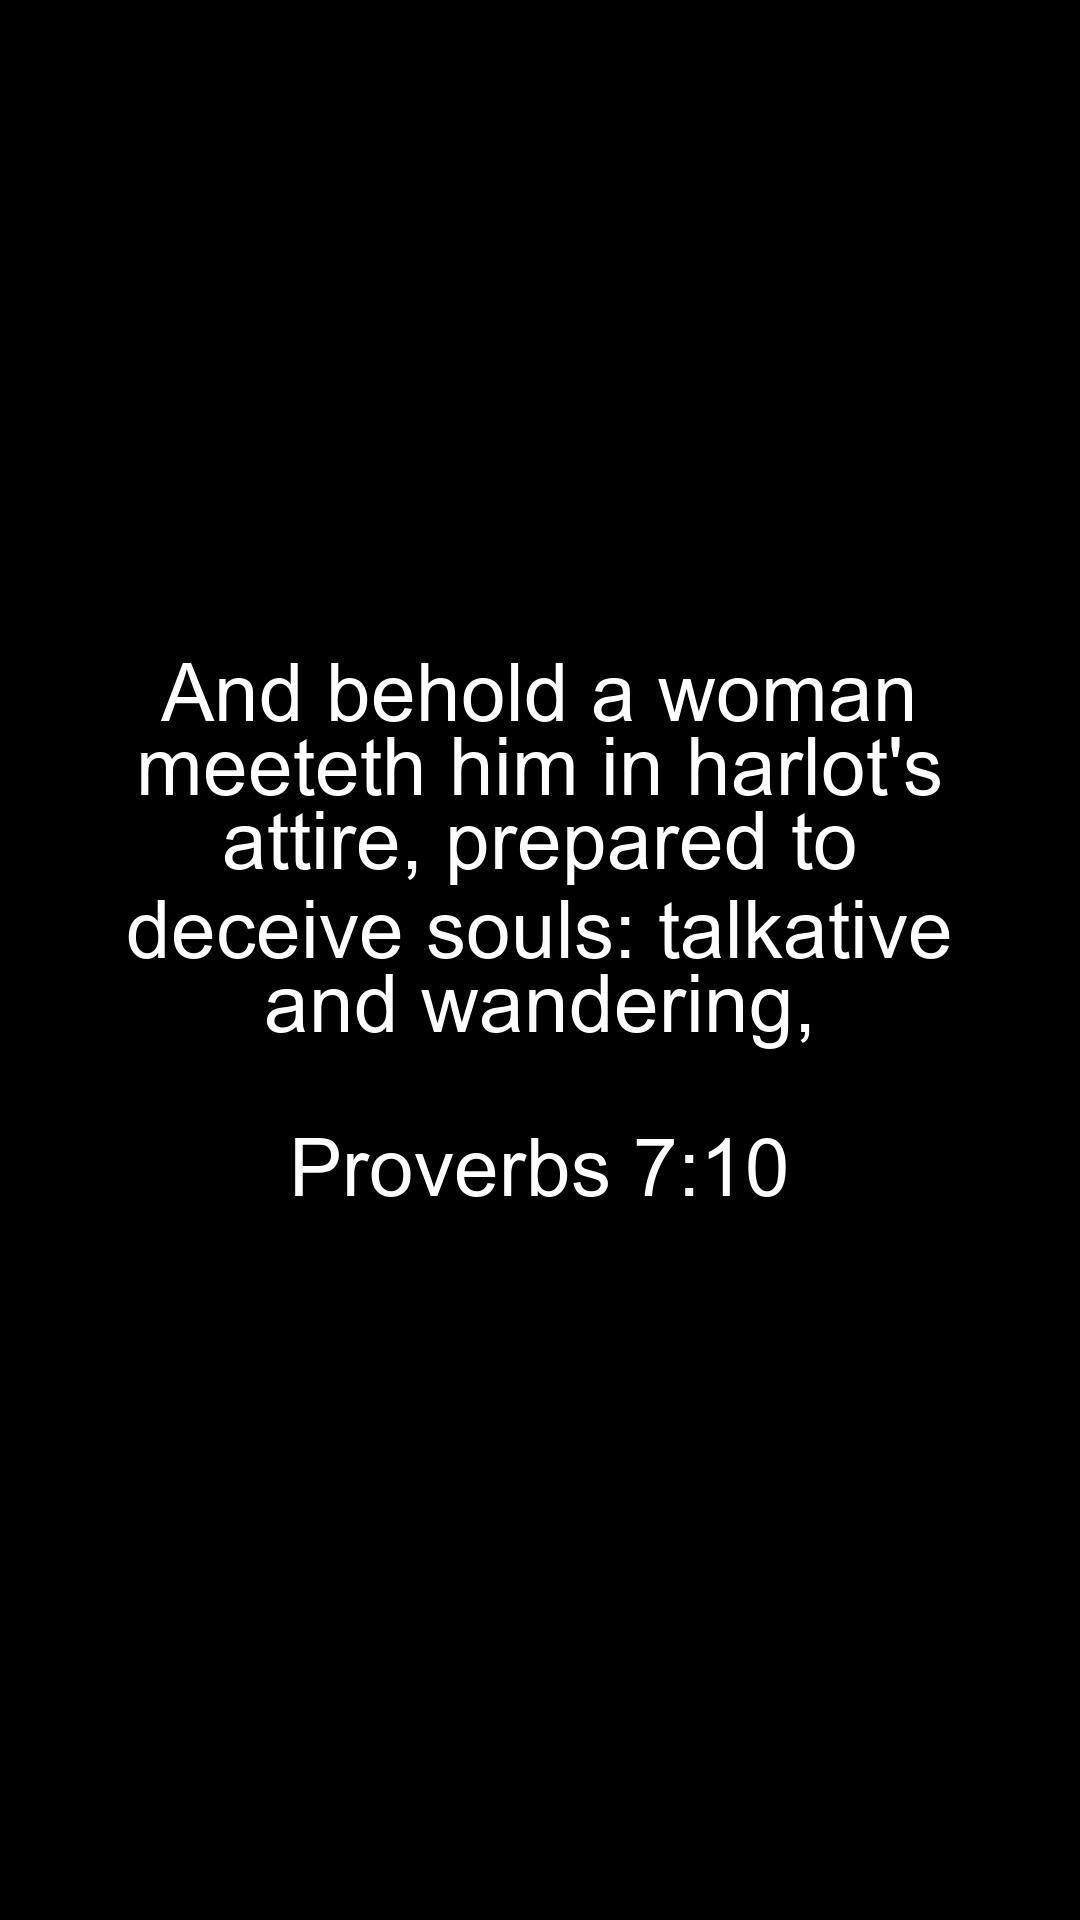 And behold a woman
meeteth him in harlot's
attire, prepared to
deceive souls: talkative
and wandering,
Proverbs 7:10